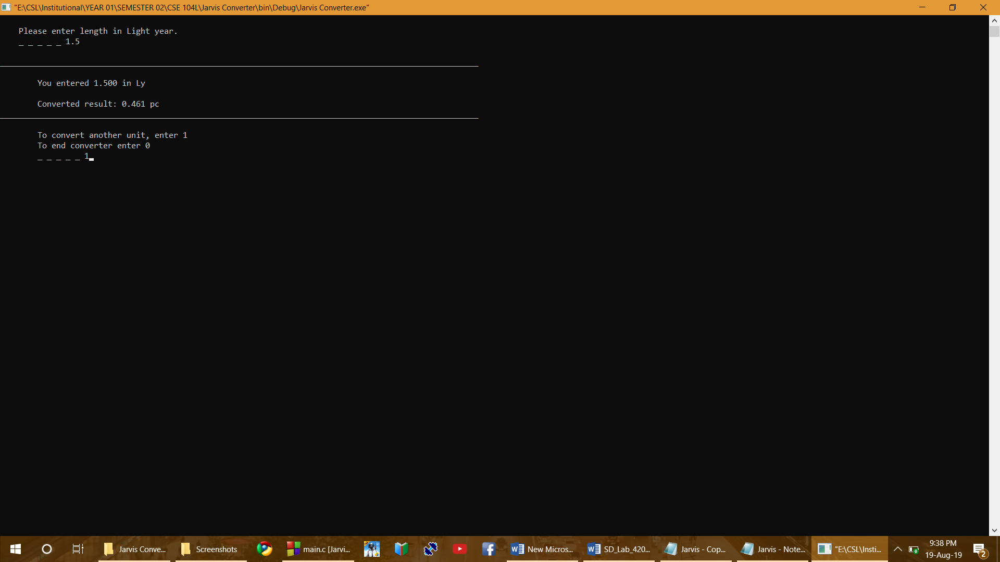 "E:\CSL\Institutional\YEAR 01\SEMESTER 02\CSE 104L\Jarvis Converter\bin\Debug\Jarvis Converter.exe"
Please enter length in Light year.
_ _ _ _ _ 1.5
You entered 1.500 in Ly
Converted result: 0.461 pc
To convert another unit, enter 1
To end converter enter 0
_ _ _ _ _ 1
Jarvis Conve...
Screenshots
main.c [Jarvi...
New Micros...
SD_Lab_420...
Jarvis - Cop...
Jarvis - Note...
"E:\CSL\Insti...
9:38 PM
19-Aug-19
2